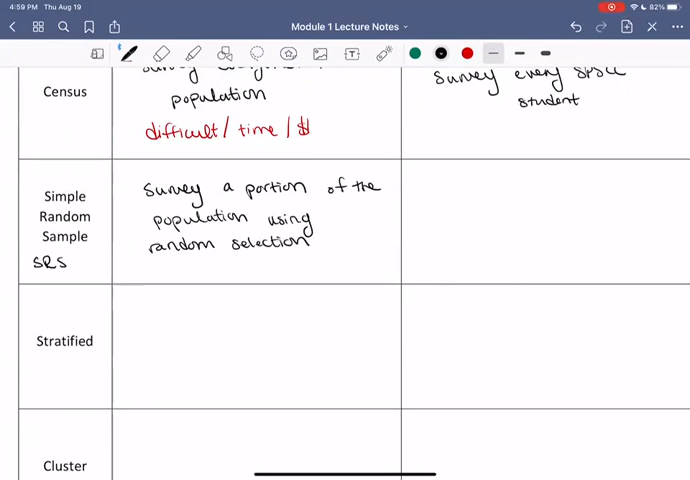 4:59 PM Thu Aug 19
82%
Module 1 Lecture Notes
Census
population
difficult / time / $
survey every SPSCC
student
Simple
Random
Sample
SRS
survey a portion of the
population using
random selection
Stratified
Cluster